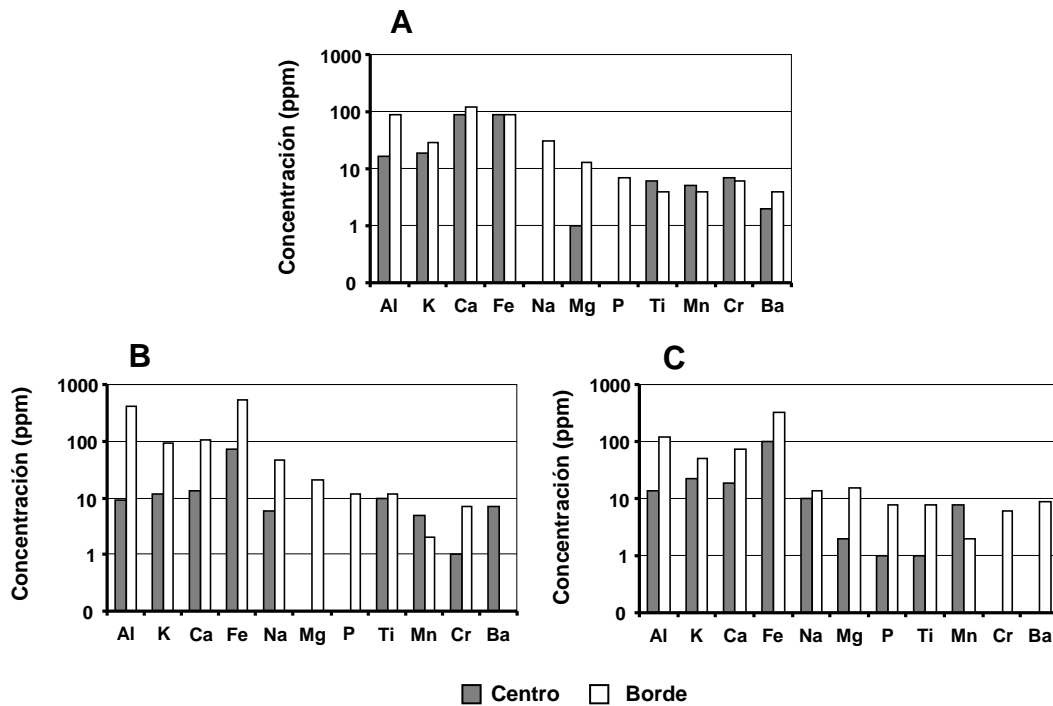 A
Concentración (ppm)
1000
100
10
1
0
Al K Ca Fe Na Mg P Ti Mn Cr Ba
B
Concentración (ppm)
1000
100
10
1
0
Al K Ca Fe Na Mg P Ti Mn Cr Ba
C
Concentración (ppm)
1000
100
10
1
0
Al K Ca Fe Na Mg P Ti Mn Cr Ba
Centro Borde